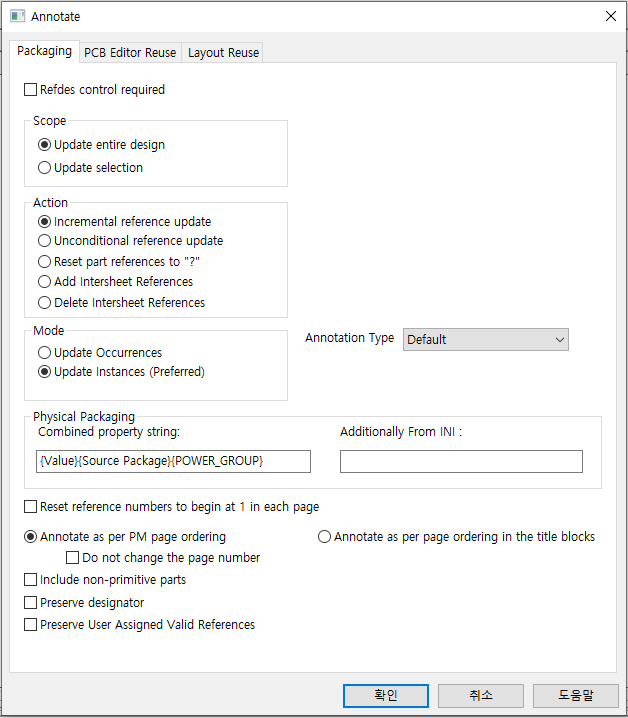 Annotate
Packaging PCB Editor Reuse Layout Reuse
Refdes control required
Scope
Update entire design
Update selection
Action
Incremental reference update
Unconditional reference update
Reset part references to "?"
Add Intersheet References
Delete Intersheet References
Mode
Update Occurrences
Update Instances (Preferred)
Annotation Type Default
Physical Packaging
Combined property string: Additionally From INI :
{Value}{Source Package}{POWER_GROUP}
Reset reference numbers to begin at 1 in each page
Annotate as per PM page ordering Annotate as per page ordering in the title blocks
Do not change the page number
Include non-primitive parts
Preserve designator
Preserve User Assigned Valid References
확인 취소 도움말